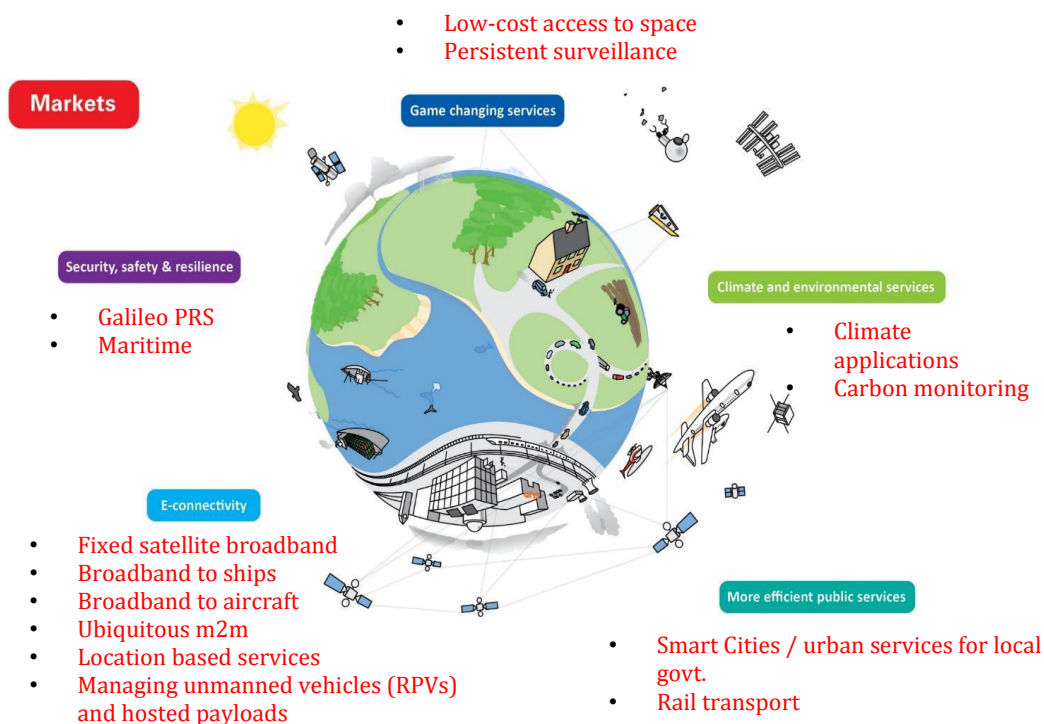 • Low-cost access to space
• Persistent surveillance
Markets
Game changing services
Security, safety & resilience
• Galileo PRS
• Maritime
Climate and environmental services
• Climate
applications
• Carbon monitoring
E-connectivity
• Fixed satellite broadband
• Broadband to ships
• Broadband to aircraft
• Ubiquitous m2m
• Location based services
• Managing unmanned vehicles (RPVs)
and hosted payloads
More efficient public services
• Smart Cities / urban services for local
govt.
• Rail transport